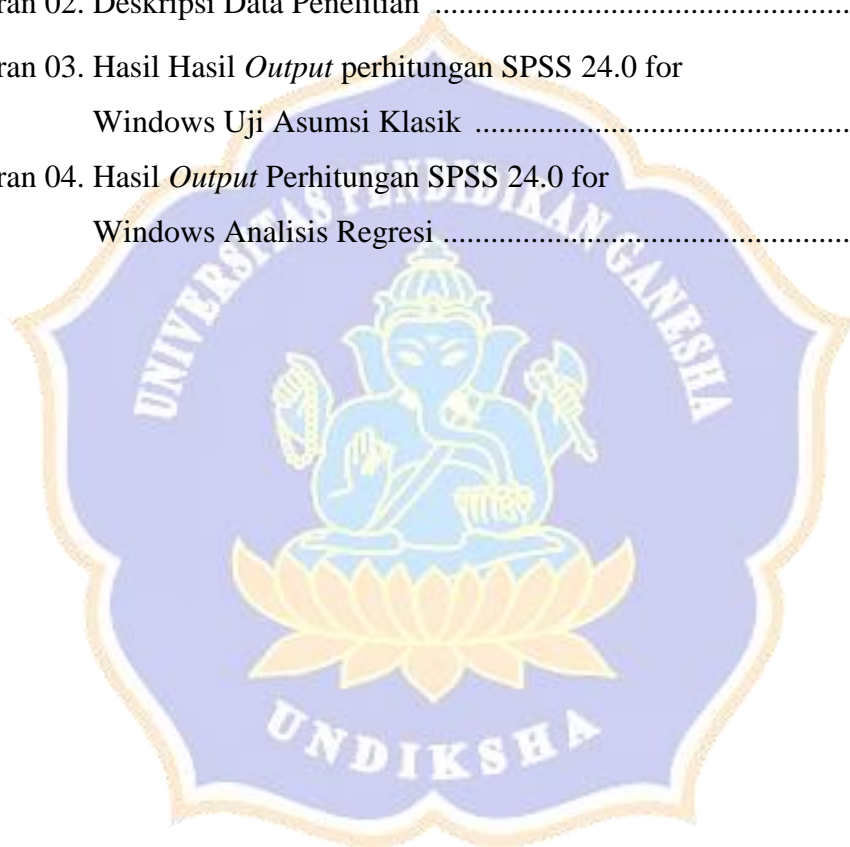 ran 02. Deskripsi Data Penelitian ....................................................
ran 03. Hasil Hasil Output perhitungan SPSS 24.0 for
Windows Uji Asumsi Klasik ...............................................
ran 04. Hasil Output Perhitungan SPSS 24.0 for
Windows Analisis Regresi ...................................................
UNIVERSITAS PENDIDIKAN GANESHA
UNDIKSHA